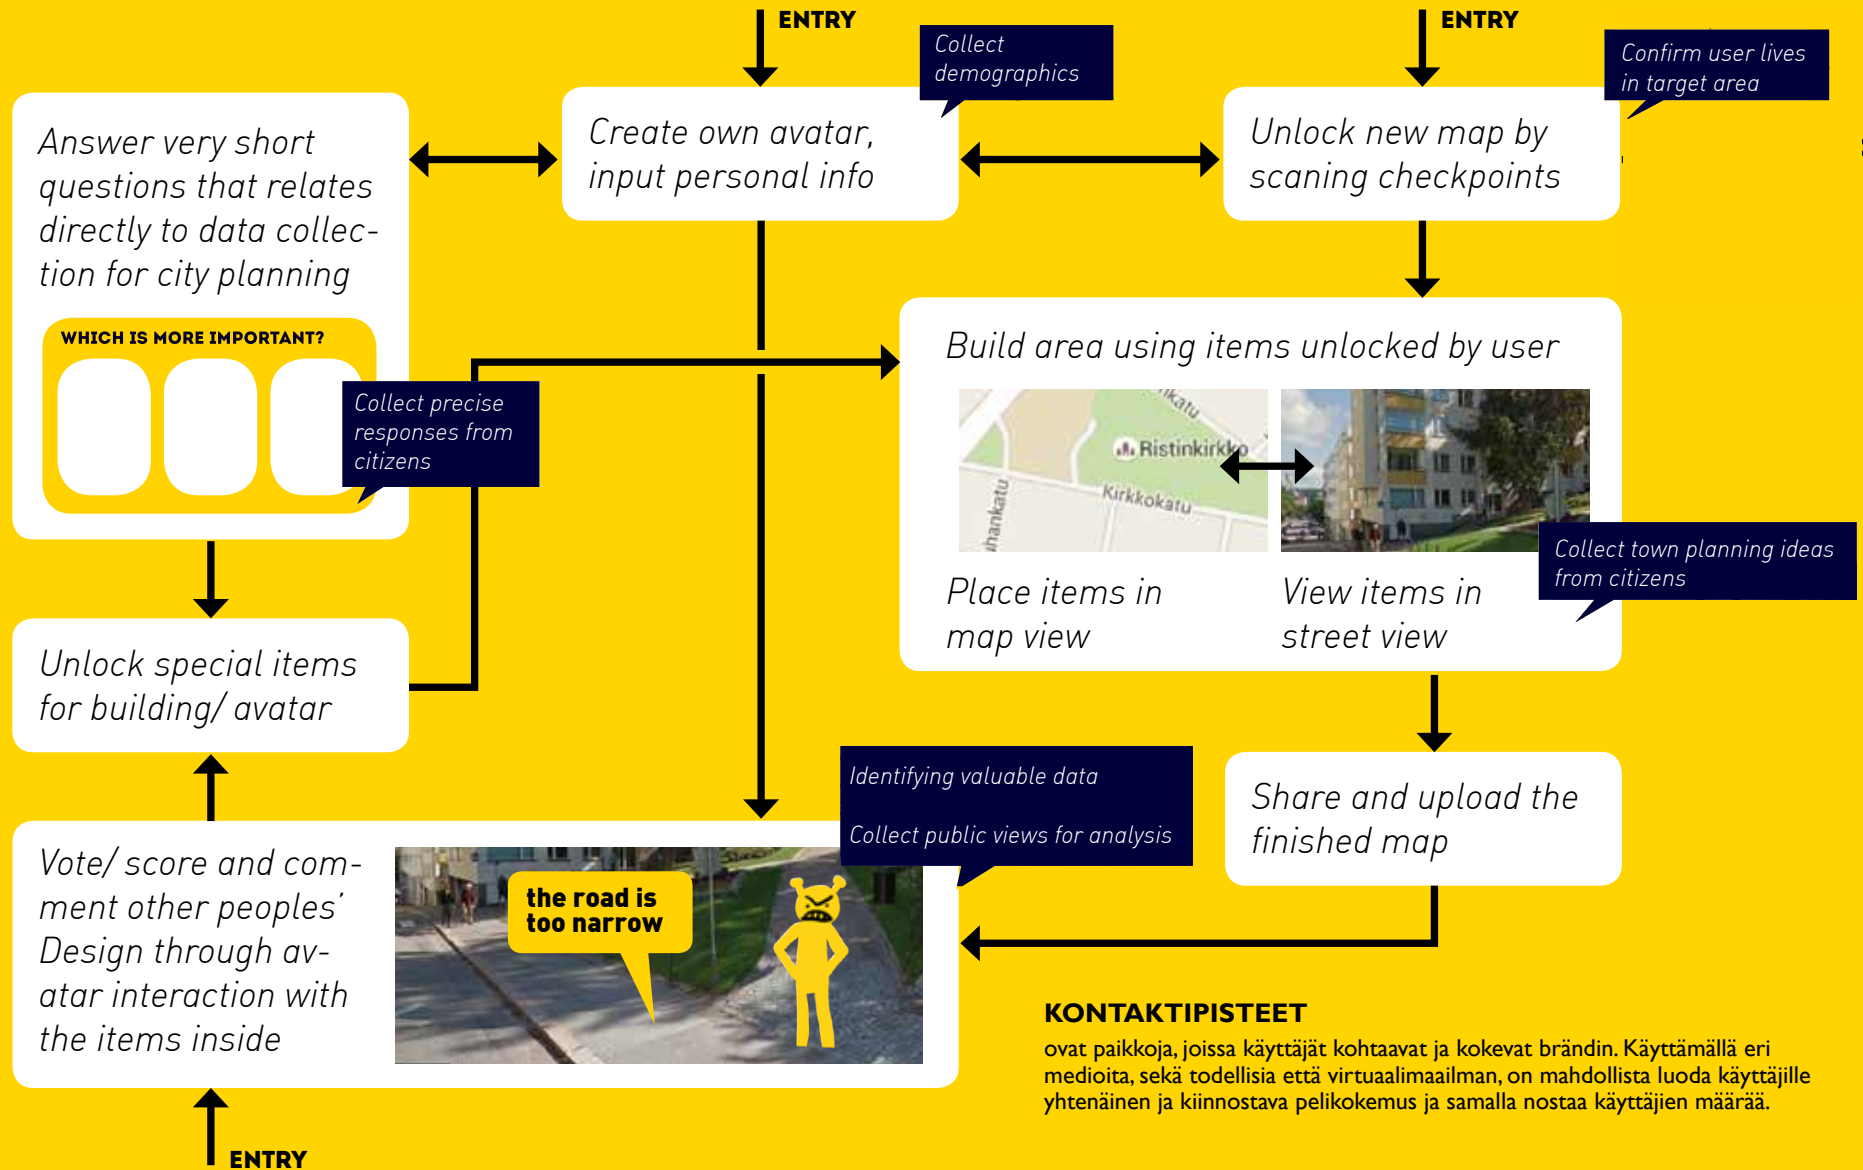 ENTRY
ENTRY
Collect
demographics
Confirm user lives
in target area
Answer very short
questions that relates
directly to data collec-
tion for city planning
Create own avatar,
input personal info
Unlock new map by
scaning checkpoints
WHICH IS MORE IMPORTANT?
Collect precise
responses from
citizens
Build area using items unlocked by user
Ristinkirkko
Kirkkokatu
Place items in
map view
View items in
street view
Collect town planning ideas
from citizens
Unlock special items
for building/ avatar
Identifying valuable data
Collect public views for analysis
Share and upload the
finished map
Vote/ score and com-
ment other peoples'
Design through av-
atar interaction with
the items inside
the road is
too narrow
KONTAKTIPISTEET
ovat paikkoja, joissa käyttäjät kohtaavat ja kokevat brändin. Käyttämällä eri
medioita, sekä todellisia että virtuaalimaailman, on mahdollista luoda käyttäjille
yhtenäinen ja kiinnostava pelikokemus ja samalla nostaa käyttäjien määrää.
ENTRY